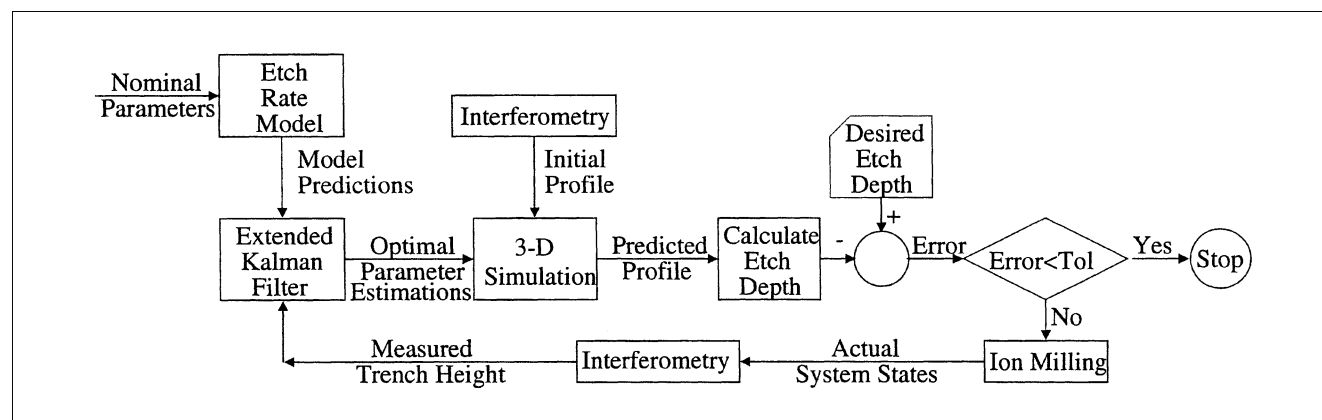 Nominal
Parameters
Etch
Rate
Model
Interferometry
Model
Predictions
Initial
Profile
Desired
Etch
Depth
+
Extended
Kalman
Filter
Optimal
Parameter
Estimations
3-D
Simulation
Predicted
Profile
Calculate
Etch
Depth
-
Error
Error<Tol
Yes
Stop
No
Measured
Trench Height
Interferometry
Actual
System States
Ion Milling